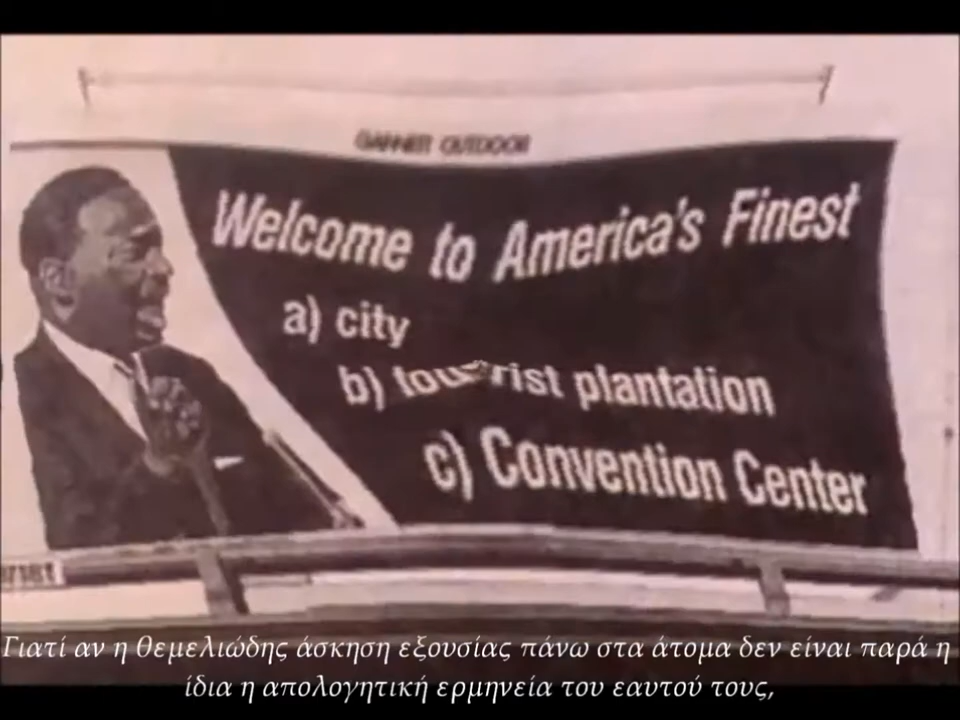 GANNETT OUTDOOR
Welcome to America's Finest
a) city
b) tourist plantation
c) Convention Center
Γιατί αν η θεμελιώδης άσκηση εξουσίας πάνω στα άτομα δεν είναι παρά η
ίδια η απολογητική ερμηνεία του εαυτού τους,